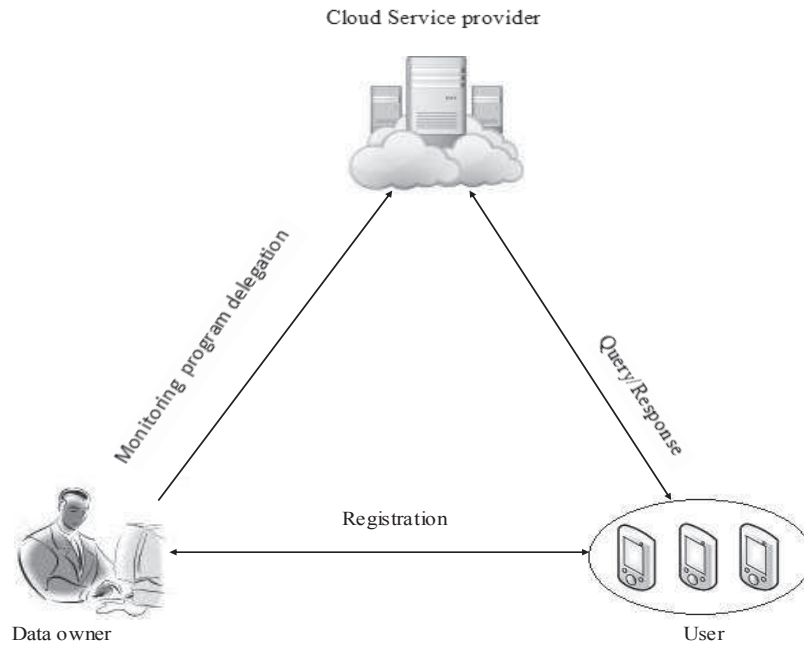 Cloud Service provider
Monitoring program delegation
Query/Response
Registration
Data owner
User